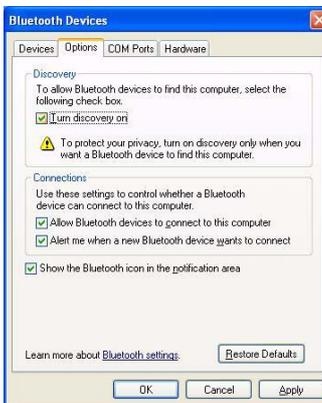 Bluetooth Devices
Devices Options COM Ports Hardware
Discovery
To allow Bluetooth devices to find this computer, select the
following check box.
Turn discovery on
To protect your privacy, turn on discovery only when you
want a Bluetooth device to find this computer.
Connections
Use these settings to control whether a Bluetooth
device can connect to this computer.
Allow Bluetooth devices to connect to this computer
Alert me when a new Bluetooth device wants to connect
Show the Bluetooth icon in the notification area
Learn more about Bluetooth settings. Restore Defaults
OK Cancel Apply